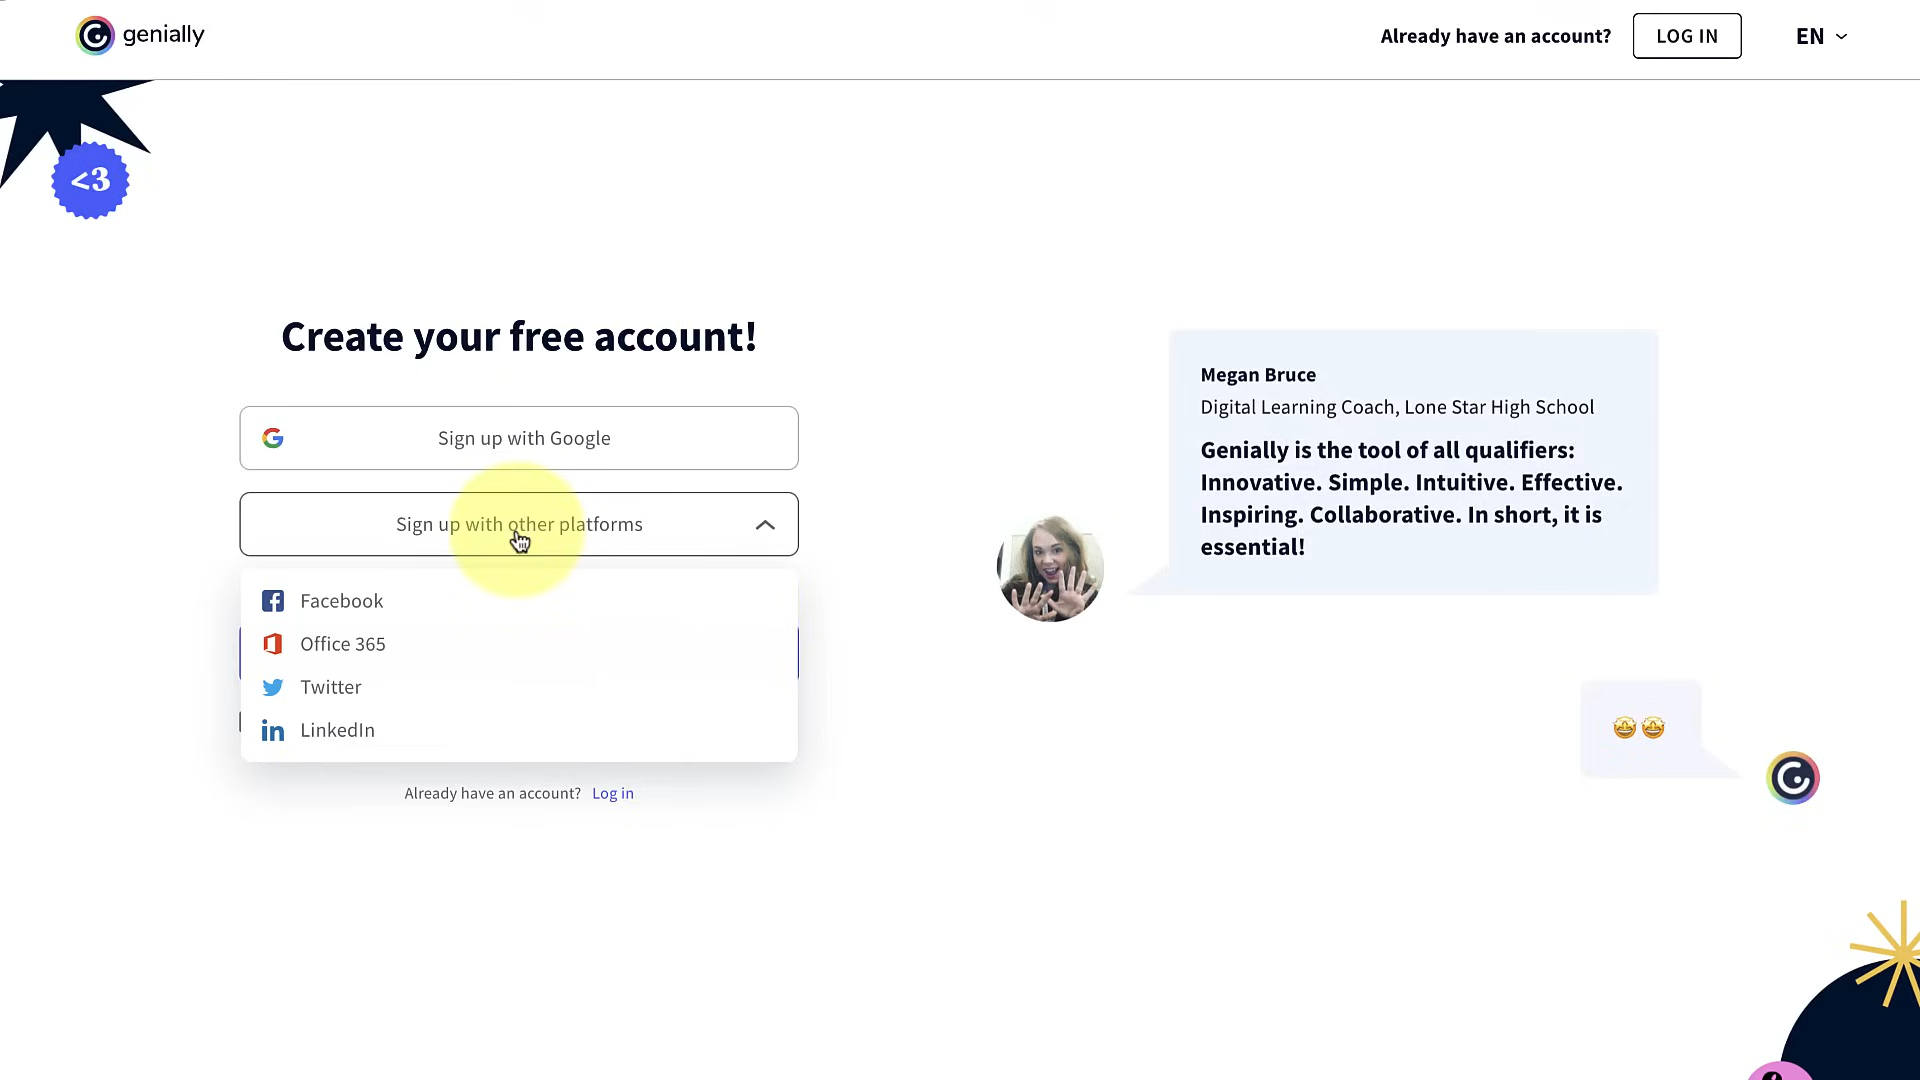 genially
Already have an account?
LOG IN
EN
<3
Create your free account!
Sign up with Google
Sign up with other platforms
Facebook
Office 365
Twitter
LinkedIn
Already have an account? Log in
Megan Bruce
Digital Learning Coach, Lone Star High School
Genially is the tool of all qualifiers:
Innovative. Simple. Intuitive. Effective.
Inspiring. Collaborative. In short, it is
essential!